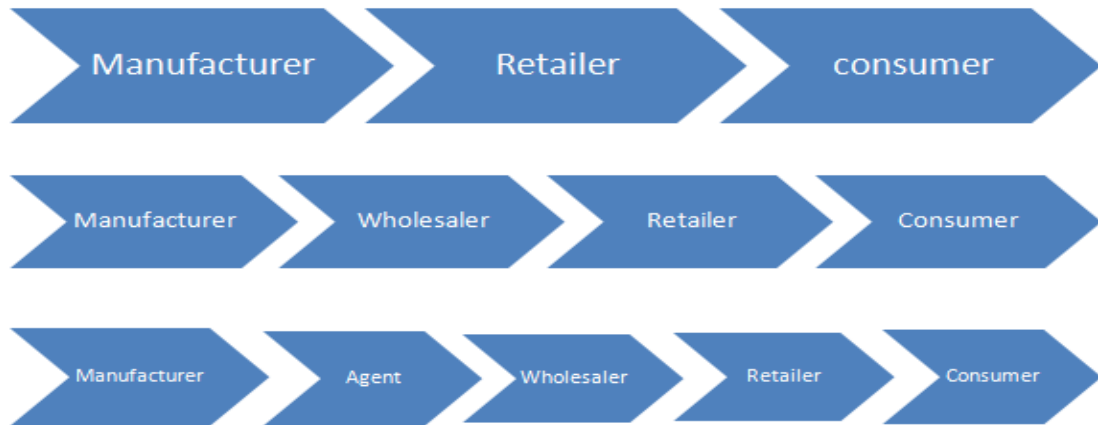 Manufacturer Retailer consumer
Manufacturer Wholesaler Retailer Consumer
Manufacturer Agent Wholesaler Retailer Consumer